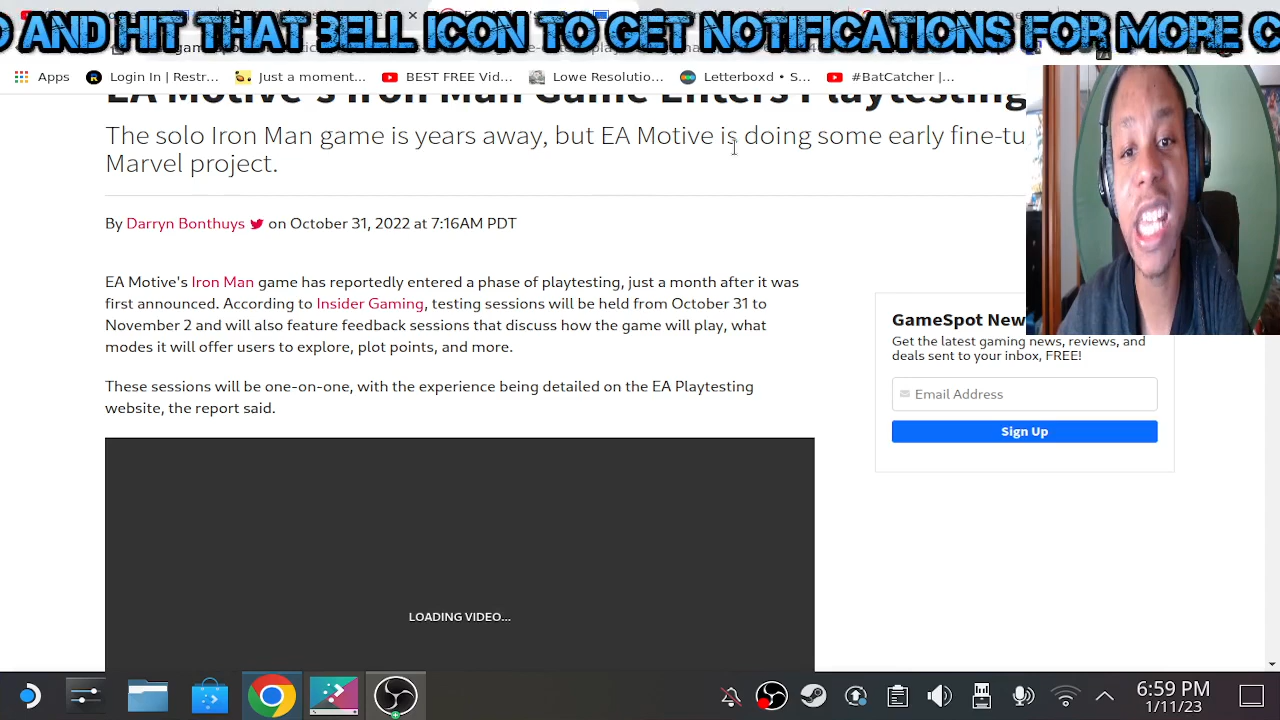 D AND HIT THAT BELL ICON TO GET NOTIFICATIONS FOR MORE C
Apps Login In | Restr... Just a moment... BEST FREE Vid... Lowe Resolutio... Letterboxd • S... #BatCatcher |...
EA Motive's Iron Man Game Enters Playtesting
The solo Iron Man game is years away, but EA Motive is doing some early fine-tu
Marvel project.
By Darryn Bonthuys on October 31, 2022 at 7:16AM PDT
EA Motive's Iron Man game has reportedly entered a phase of playtesting, just a month after it was
first announced. According to Insider Gaming, testing sessions will be held from October 31 to
November 2 and will also feature feedback sessions that discuss how the game will play, what
modes it will offer users to explore, plot points, and more.
These sessions will be one-on-one, with the experience being detailed on the EA Playtesting
website, the report said.
LOADING VIDEO...
GameSpot New
Get the latest gaming news, reviews, and
deals sent to your inbox, FREE!
Email Address
Sign Up
6:59 PM
1/11/23